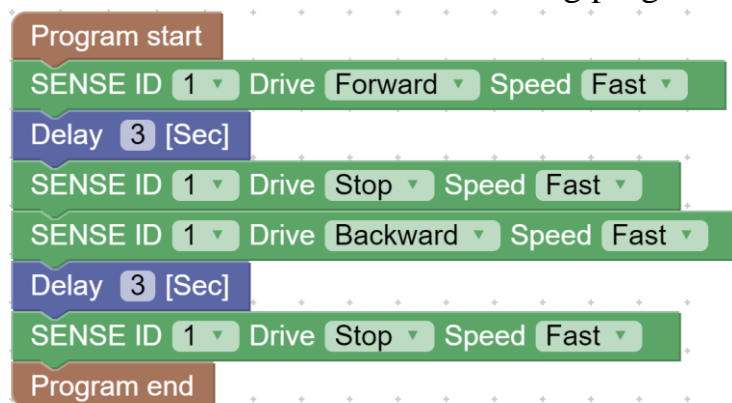 Program start
SENSE ID 1 Drive Forward Speed Fast
Delay 3 [Sec]
SENSE ID 1 Drive Stop Speed Fast
SENSE ID 1 Drive Backward Speed Fast
Delay 3 [Sec]
SENSE ID 1 Drive Stop Speed Fast
Program end